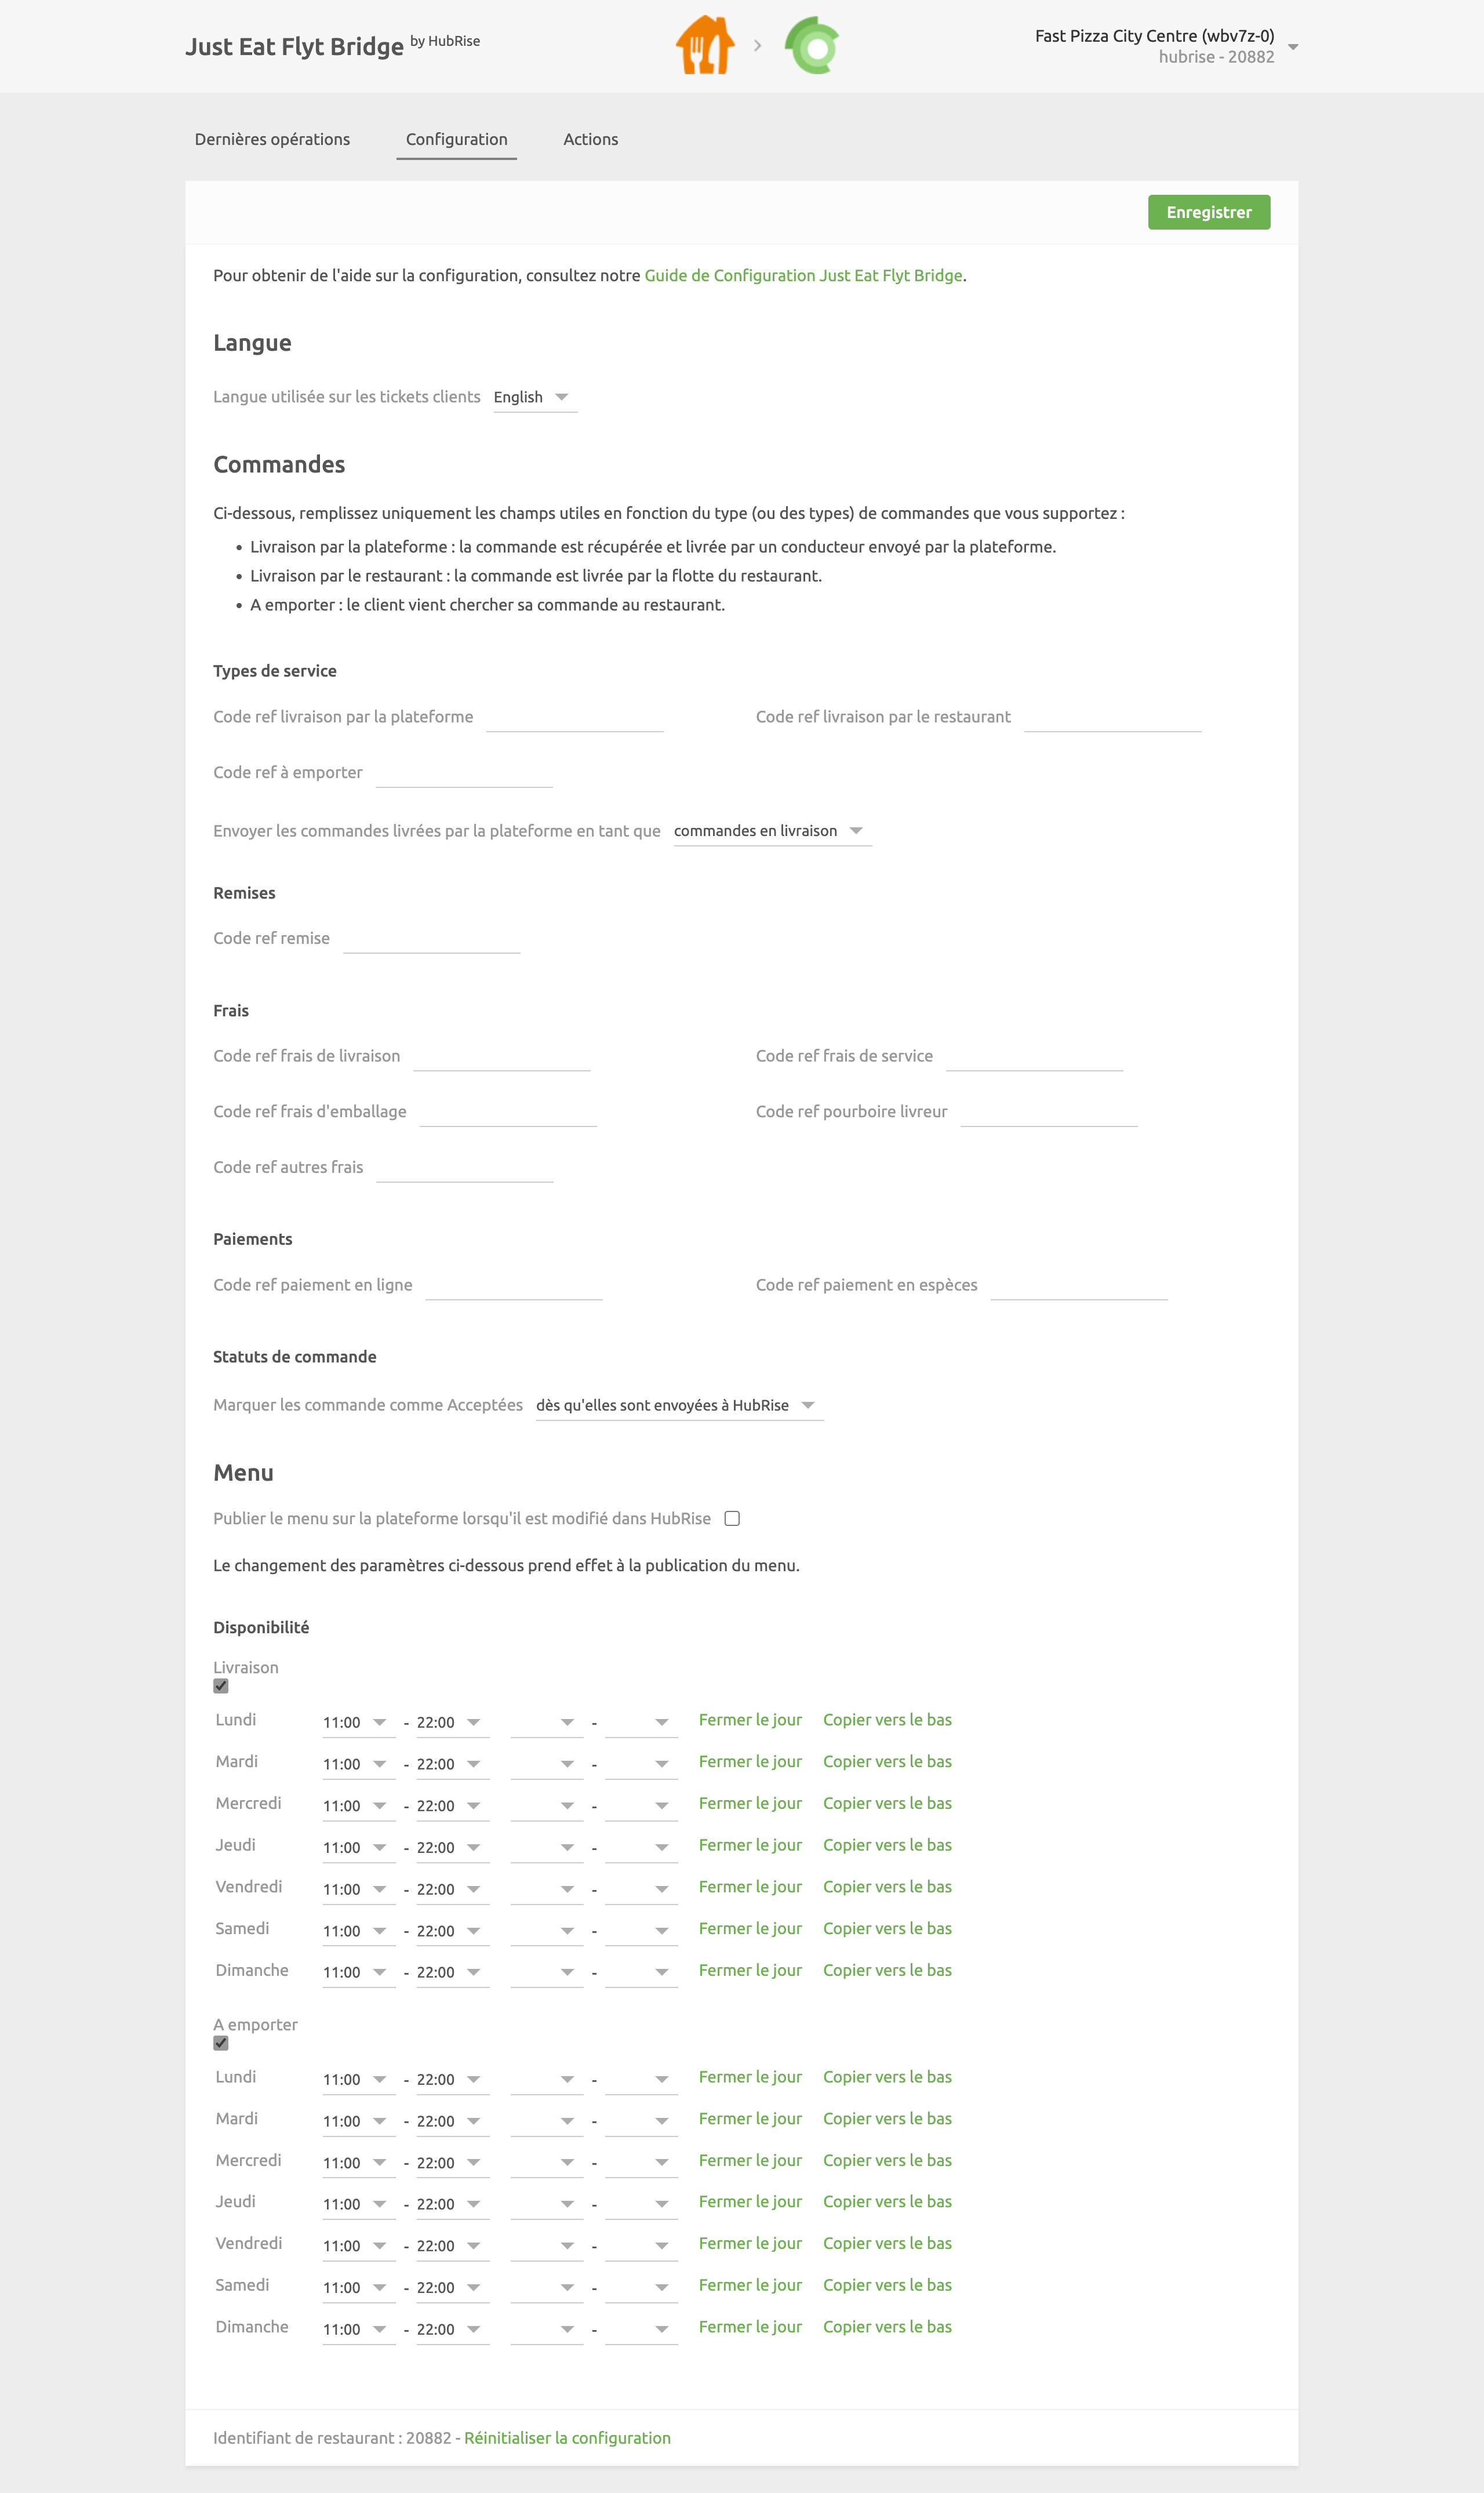 Just Eat Flyt Bridge by HubRise
Fast Pizza City Centre (wbv7z-0)
hubrise - 20882
Dernières opérations Configuration Actions
Enregistrer
Pour obtenir de l'aide sur la configuration, consultez notre Guide de Configuration Just Eat Flyt Bridge.
Langue
Langue utilisée sur les tickets clients English
Commandes
Ci-dessous, remplissez uniquement les champs utiles en fonction du type (ou des types) de commandes que vous supportez :
• Livraison par la plateforme : la commande est récupérée et livrée par un conducteur envoyé par la plateforme.
• Livraison par le restaurant : la commande est livrée par la flotte du restaurant.
• A emporter : le client vient chercher sa commande au restaurant.
Types de service
Code ref livraison par la plateforme Code ref livraison par le restaurant
Code ref à emporter
Envoyer les commandes livrées par la plateforme en tant que commandes en livraison
Remises
Code ref remise
Frais
Code ref frais de livraison Code ref frais de service
Code ref frais d'emballage Code ref pourboire livreur
Code ref autres frais
Paiements
Code ref paiement en ligne Code ref paiement en espèces
Statuts de commande
Marquer les commande comme Acceptées dès qu'elles sont envoyées à HubRise
Menu
Publier le menu sur la plateforme lorsqu'il est modifié dans HubRise
Le changement des paramètres ci-dessous prend effet à la publication du menu.
Disponibilité
Livraison
Lundi 11:00 - 22:00 - Fermer le jour Copier vers le bas
Mardi 11:00 - 22:00 - Fermer le jour Copier vers le bas
Mercredi 11:00 - 22:00 - Fermer le jour Copier vers le bas
Jeudi 11:00 - 22:00 - Fermer le jour Copier vers le bas
Vendredi 11:00 - 22:00 - Fermer le jour Copier vers le bas
Samedi 11:00 - 22:00 - Fermer le jour Copier vers le bas
Dimanche 11:00 - 22:00 - Fermer le jour Copier vers le bas
A emporter
Lundi 11:00 - 22:00 - Fermer le jour Copier vers le bas
Mardi 11:00 - 22:00 - Fermer le jour Copier vers le bas
Mercredi 11:00 - 22:00 - Fermer le jour Copier vers le bas
Jeudi 11:00 - 22:00 - Fermer le jour Copier vers le bas
Vendredi 11:00 - 22:00 - Fermer le jour Copier vers le bas
Samedi 11:00 - 22:00 - Fermer le jour Copier vers le bas
Dimanche 11:00 - 22:00 - Fermer le jour Copier vers le bas
Identifiant de restaurant : 20882 - Réinitialiser la configuration